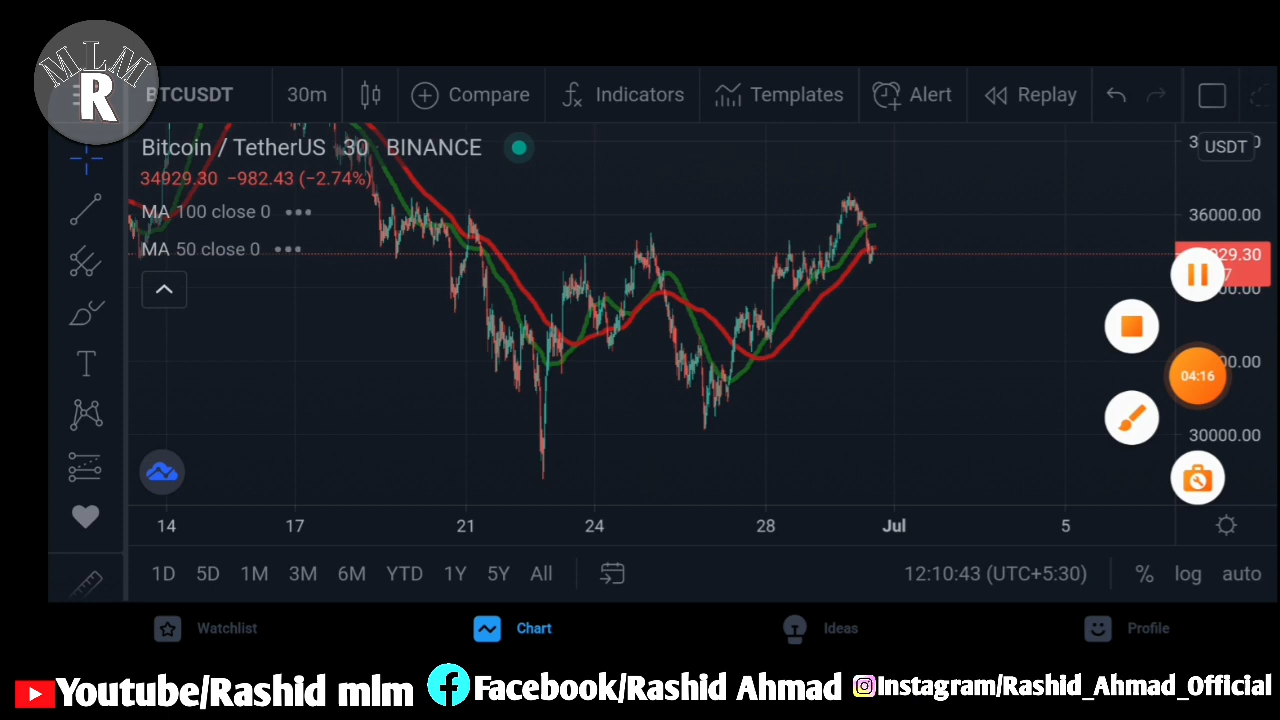 MLM
R
BTCUSDT 30m Compare Indicators Templates Alert Replay
Bitcoin / TetherUS 30 BINANCE
USDT
34929.30 −982.43 (−2.74%)
MA 100 close 0
36000.00
MA 50 close 0
29.30
04:16
T
30000.00
14 17 21 24 28 Jul 5
1D 5D 1M 3M 6M YTD 1Y 5Y All 12:10:43 (UTC+5:30) % log auto
Watchlist Chart Ideas Profile
Youtube/Rashid mlm Facebook/Rashid Ahmad Instagram/Rashid_Ahmad_Official